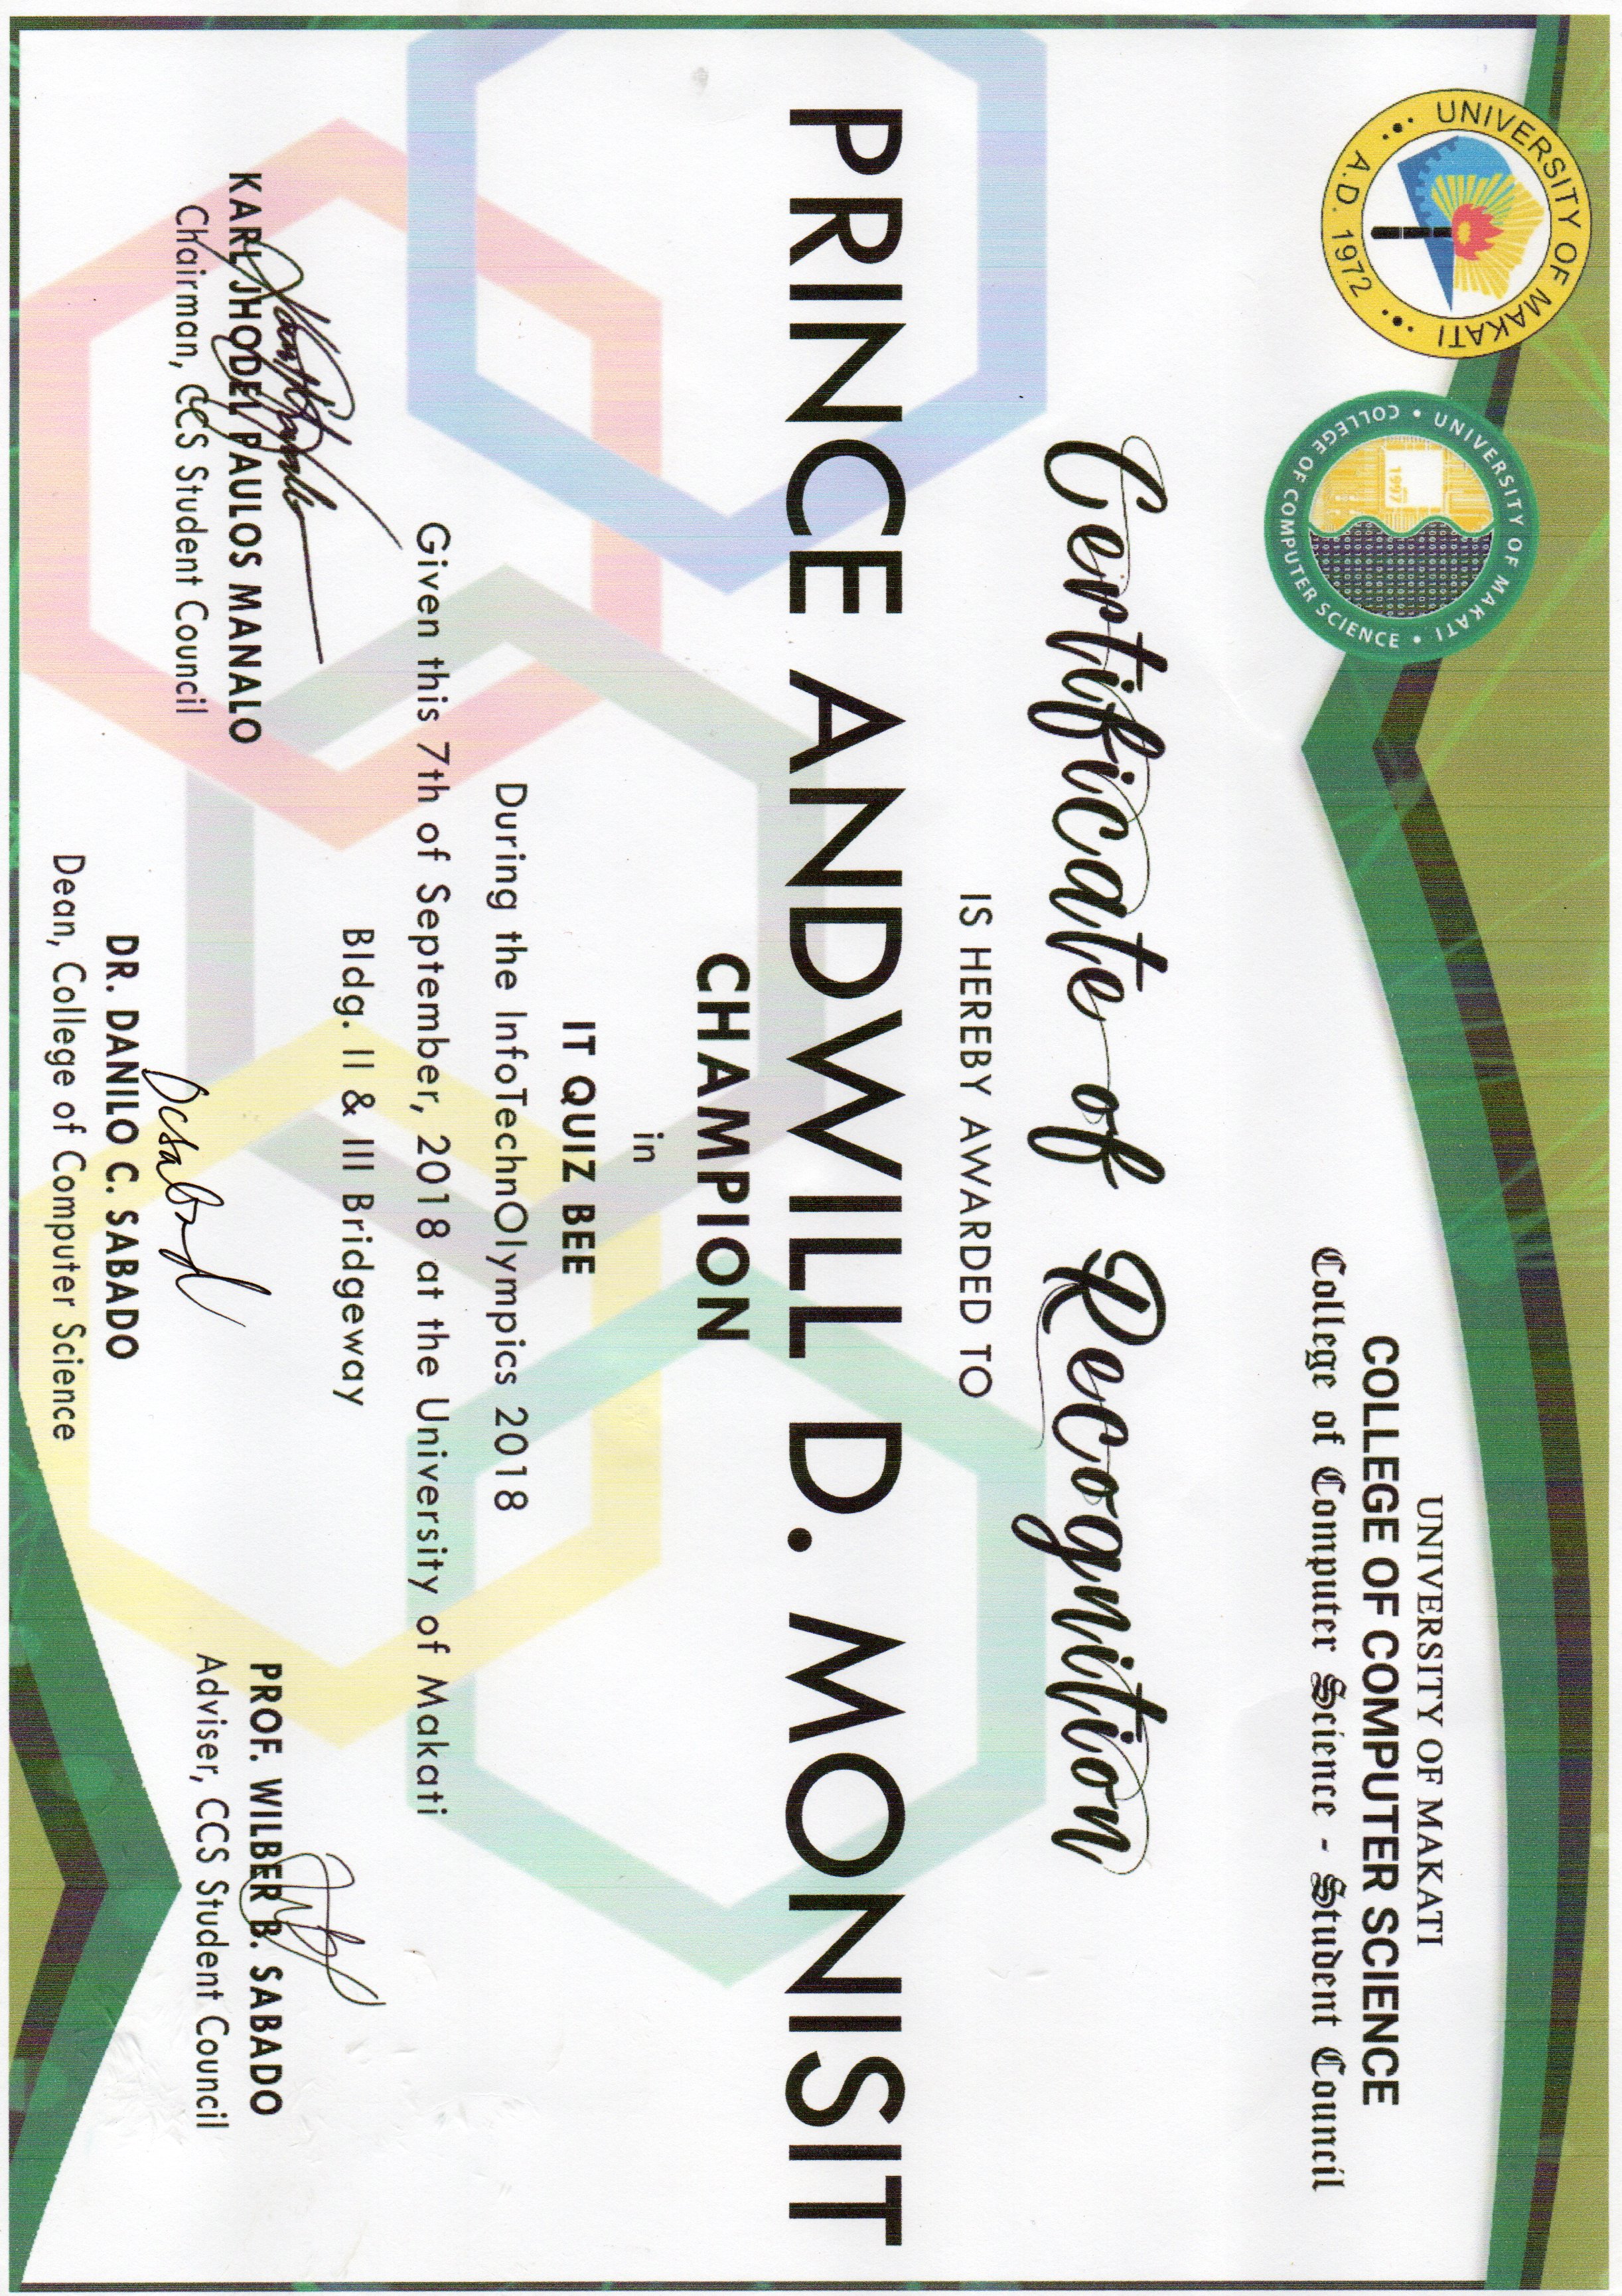 UNIVERSITY OF MAKATI
A.D. 1972
UNIVERSITY OF MAKATI
1997
COLLEGE OF COMPUTER SCIENCE
UNIVERSITY OF MAKATI
COLLEGE OF COMPUTER SCIENCE
College of Computer Science - Student Council
Certificate of Recognition
IS HEREBY AWARDED TO
PRINCE ANDWILL D. MONISIT
CHAMPION
in
IT QUIZ BEE
During the InfoTechnOlympics 2018
Given this 7th of September, 2018 at the University of Makati
Bldg. II & III Bridgeway
KARL JHODEL PAULOS MANALO
Chairman, CCS Student Council
PROF. WILBER B. SABADO
Adviser, CCS Student Council
DR. DANILO C. SABADO
Dean, College of Computer Science